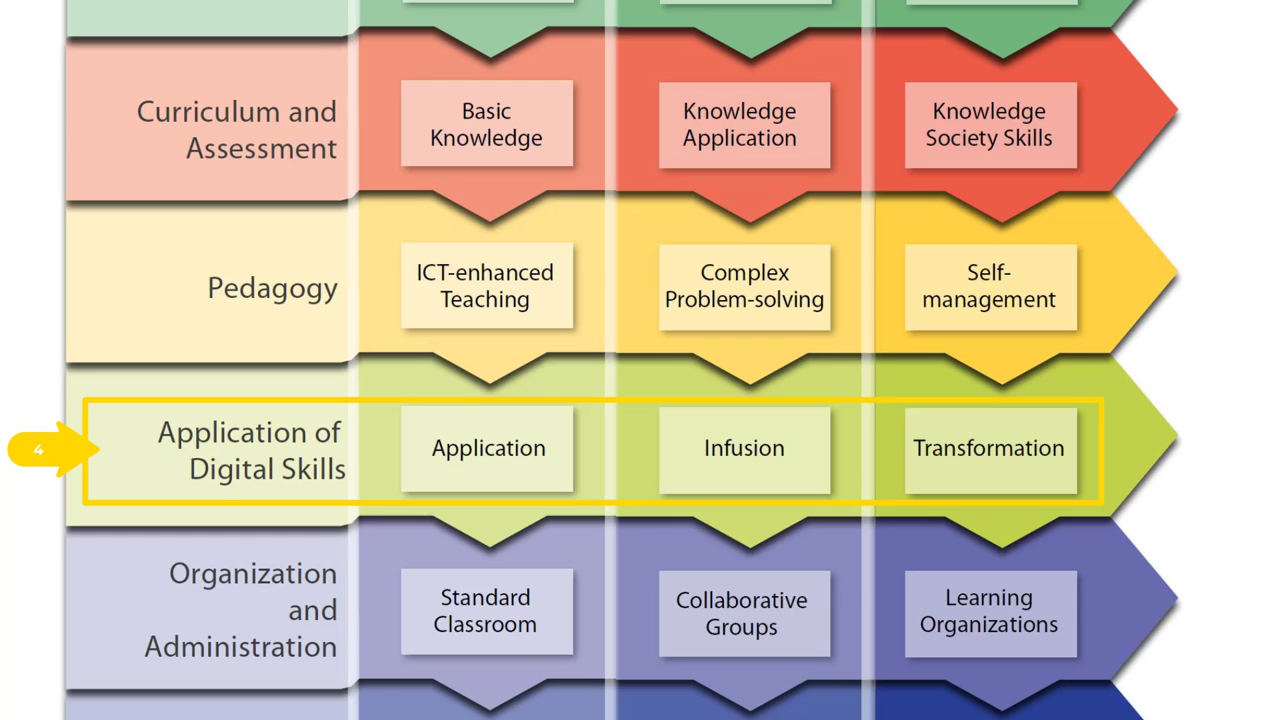 Curriculum and
Assessment
Basic
Knowledge
Knowledge
Application
Knowledge
Society Skills
Pedagogy
ICT-enhanced
Teaching
Complex
Problem-solving
Self-
management
4
Application of
Digital Skills
Application
Infusion
Transformation
Organization
and
Administration
Standard
Classroom
Collaborative
Groups
Learning
Organizations